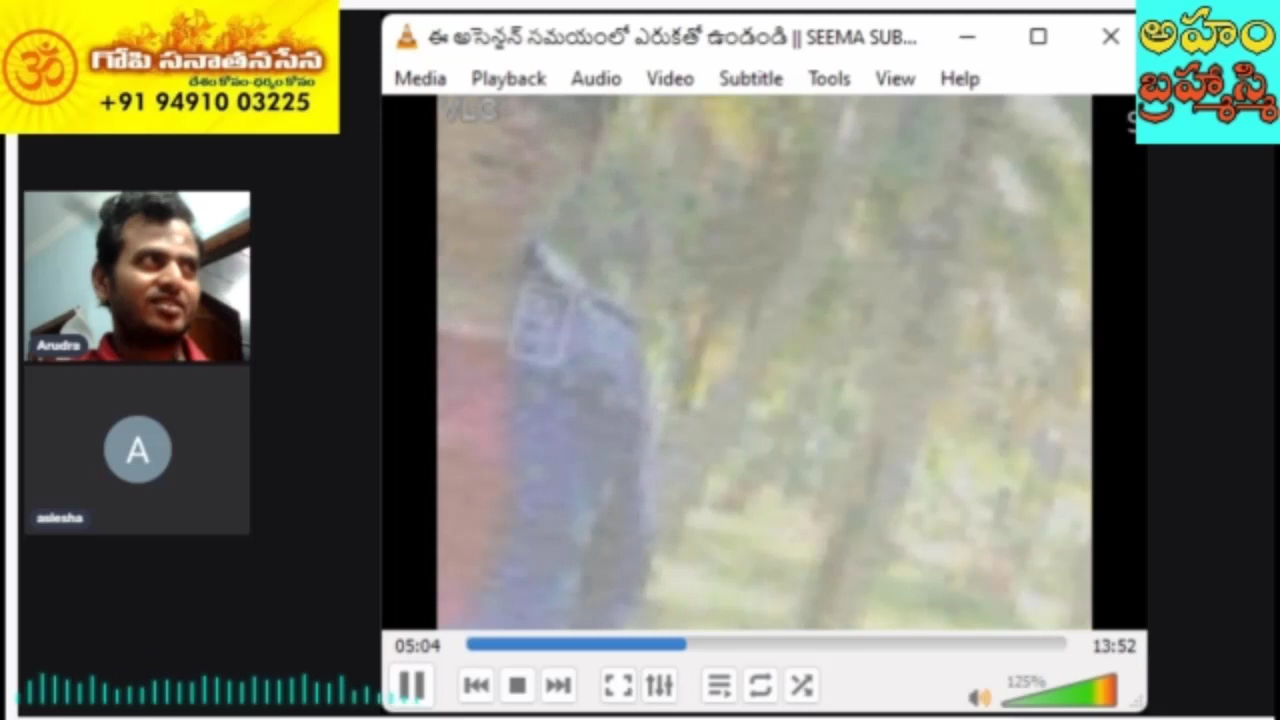 గోపి సనాతనసేన
దేశం కోసం-ధర్మం కోసం
+91 94910 03225
ఈ అసెన్షన్ సమయంలో ఎరుకతో ఉండండి || SEEMA SUB...
Media Playback Audio Video Subtitle Tools View Help
అహం
బ్రహ్మాస్మి
VLC
Arudra
A
aslesha
05:04
13:52
125%